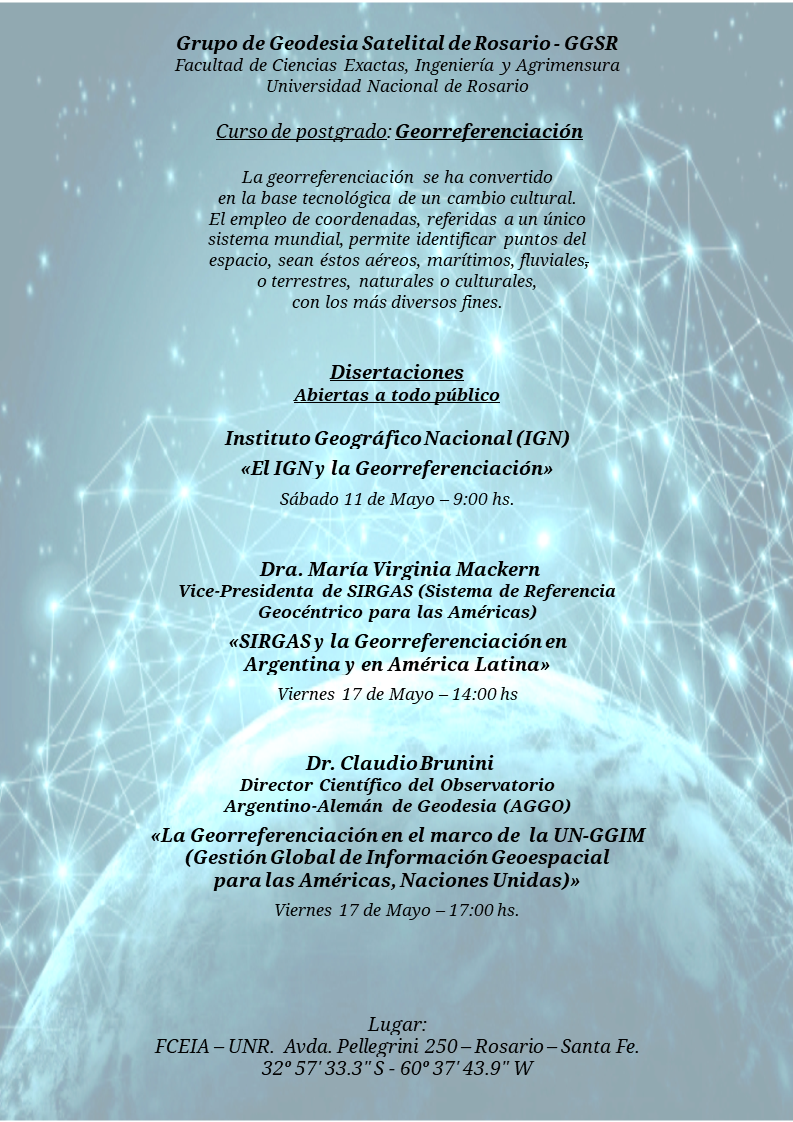 Grupo de Geodesia Satelital de Rosario - GGSR
Facultad de Ciencias Exactas, Ingeniería y Agrimensura
Universidad Nacional de Rosario
Curso de postgrado: Georreferenciación
La georreferenciación se ha convertido
en la base tecnológica de un cambio cultural.
El empleo de coordenadas, referidas a un único
sistema mundial, permite identificar puntos del
espacio, sean éstos aéreos, marítimos, fluviales,
o terrestres, naturales o culturales,
con los más diversos fines.
Disertaciones
Abiertas a todo público
Instituto Geográfico Nacional (IGN)
«El IGN y la Georreferenciación»
Sábado 11 de Mayo – 9:00 hs.
Dra. María Virginia Mackern
Vice-Presidenta de SIRGAS (Sistema de Referencia
Geocéntrico para las Américas)
«SIRGAS y la Georreferenciación en
Argentina y en América Latina»
Viernes 17 de Mayo – 14:00 hs
Dr. Claudio Brunini
Director Científico del Observatorio
Argentino-Alemán de Geodesia (AGGO)
«La Georreferenciación en el marco de la UN-GGIM
(Gestión Global de Información Geoespacial
para las Américas, Naciones Unidas)»
Viernes 17 de Mayo – 17:00 hs.
Lugar:
FCEIA – UNR. Avda. Pellegrini 250 – Rosario – Santa Fe.
32º 57' 33.3" S - 60º 37' 43.9" W